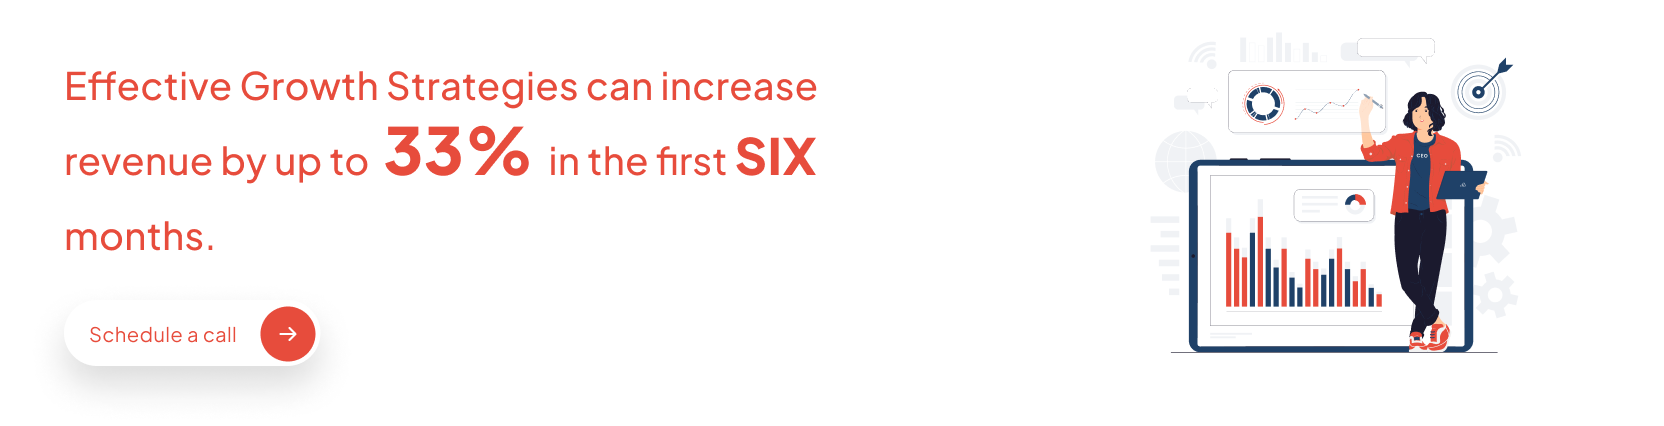 Effective Growth Strategies can increase
revenue by up to 33% in the first SIX
months.
Schedule a call
CEO